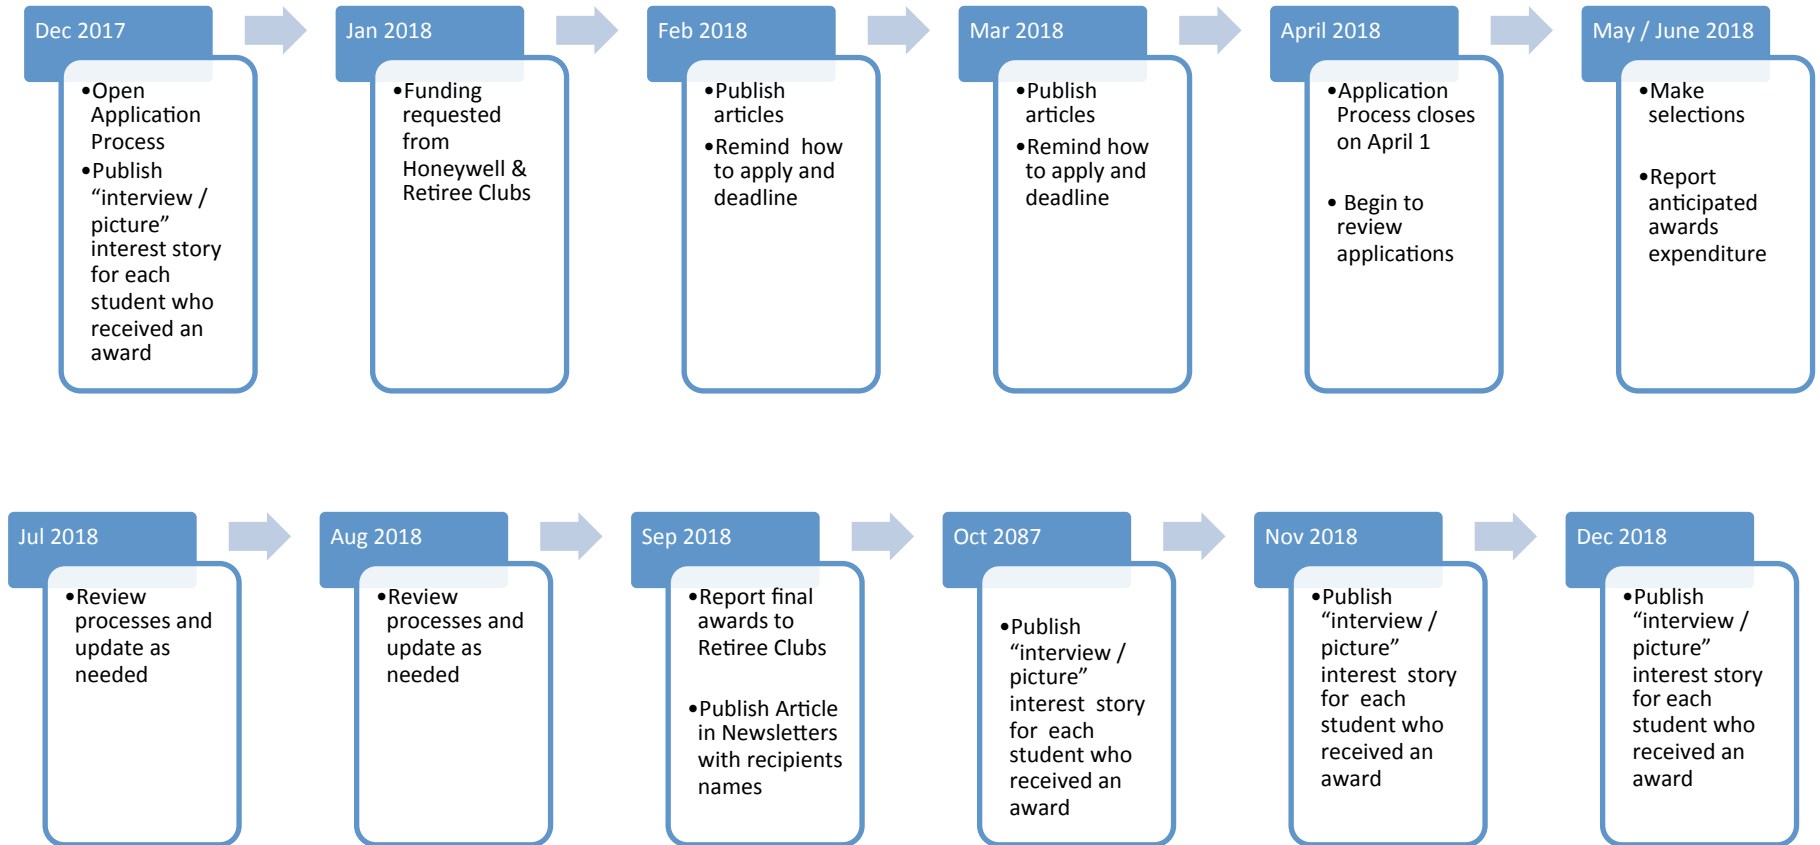 Dec 2017
•Open
Application
Process
•Publish
“interview /
picture”
interest story
for each
student who
received an
award
Jan 2018
•Funding
requested
from
Honeywell &
Retiree Clubs
Feb 2018
•Publish
articles
•Remind how
to apply and
deadline
Mar 2018
•Publish
articles
•Remind how
to apply and
deadline
April 2018
•Application
Process closes
on April 1
• Begin to
review
applications
May / June 2018
•Make
selections
•Report
anticipated
awards
expenditure
Jul 2018
•Review
processes and
update as
needed
Aug 2018
•Review
processes and
update as
needed
Sep 2018
•Report final
awards to
Retiree Clubs
•Publish Article
in Newsletters
with recipients
names
Oct 2087
•Publish
“interview /
picture”
interest story
for each
student who
received an
award
Nov 2018
•Publish
“interview /
picture”
interest story
for each
student who
received an
award
Dec 2018
•Publish
“interview /
picture”
interest story
for each
student who
received an
award